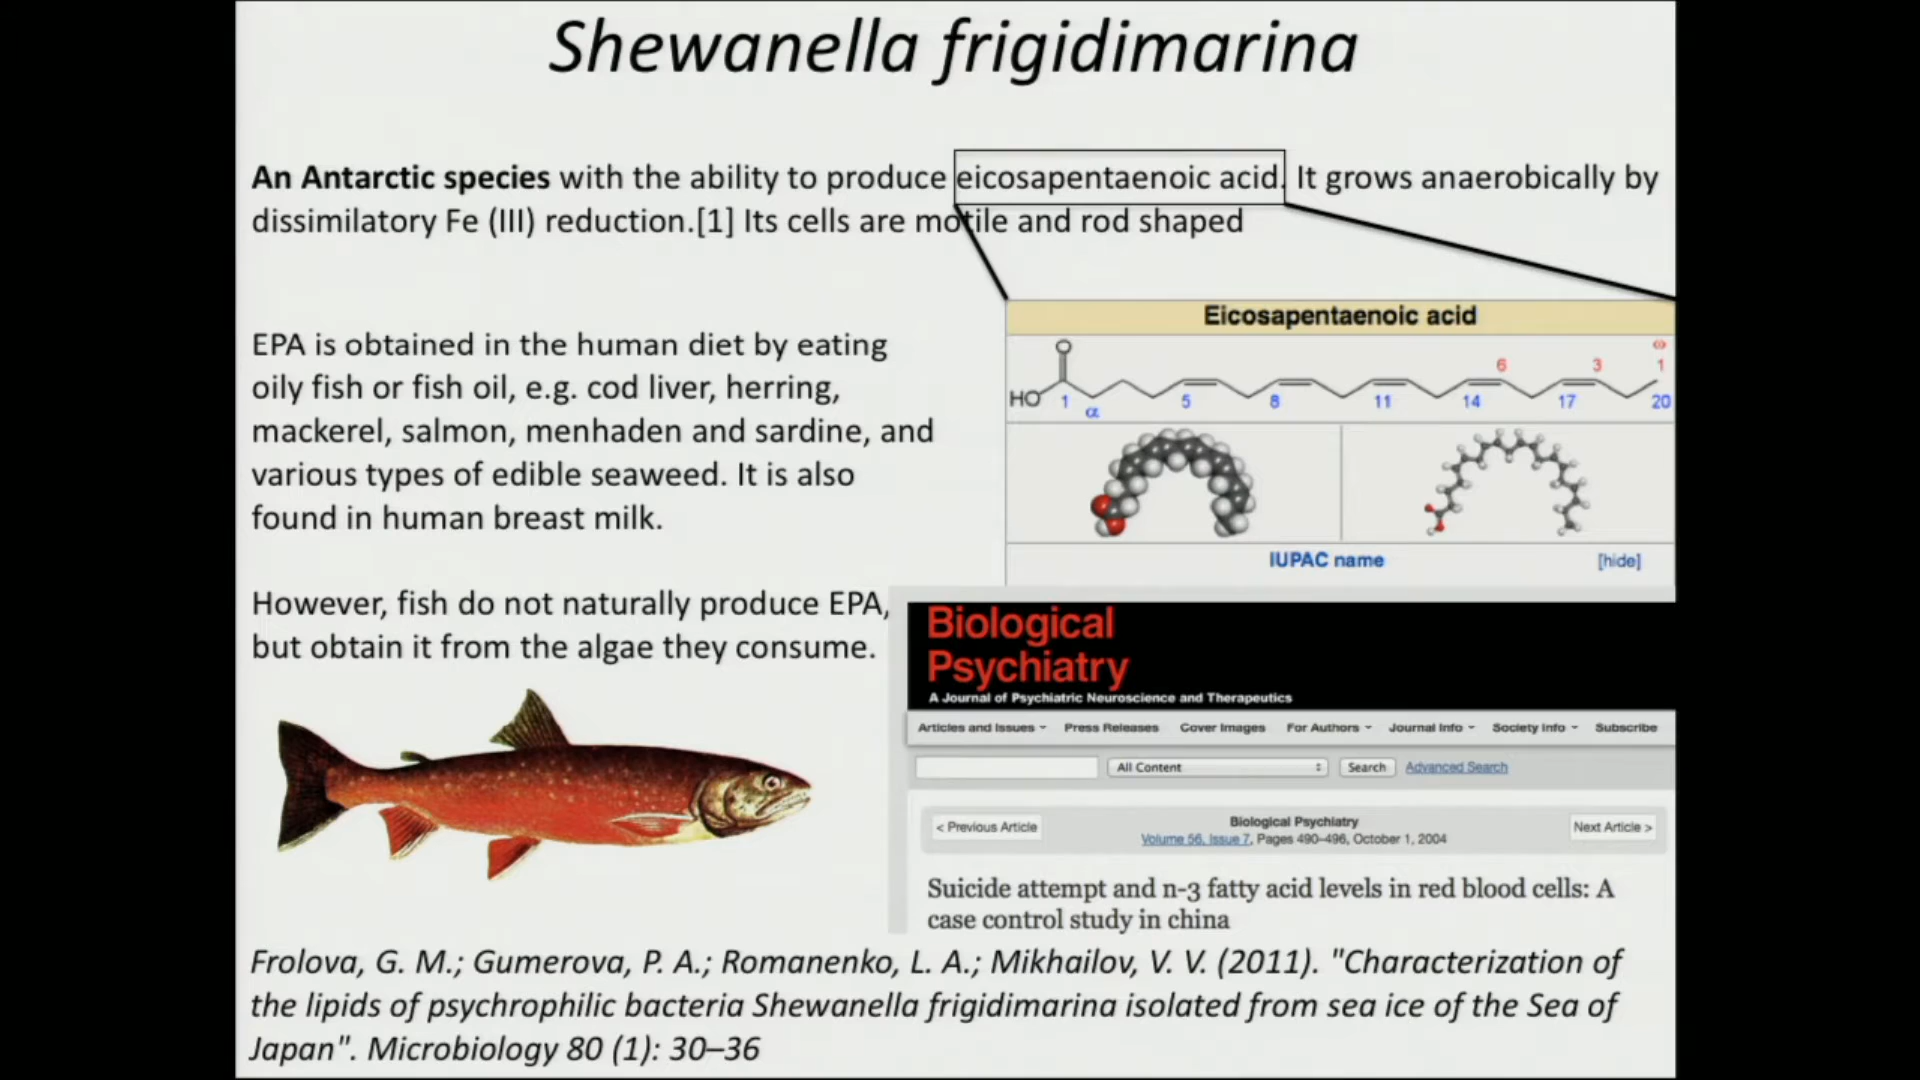 Shewanella frigidimarina
An Antarctic species with the ability to produce eicosapentaenoic acid. It grows anaerobically by
dissimilatory Fe (III) reduction.[1] Its cells are motile and rod shaped
EPA is obtained in the human diet by eating
oily fish or fish oil, e.g. cod liver, herring,
mackerel, salmon, menhaden and sardine, and
various types of edible seaweed. It is also
found in human breast milk.
However, fish do not naturally produce EPA,
but obtain it from the algae they consume.
Eicosapentaenoic acid
O
ω
6 3 1
HO 1 α 5 8 11 14 17 20
IUPAC name [hide]
Biological
Psychiatry
A Journal of Psychiatric Neuroscience and Therapeutics
Articles and Issues Press Releases Cover Images For Authors Journal Info Society Info Subscribe
All Content Search Advanced Search
< Previous Article Biological Psychiatry Next Article >
Volume 56, Issue 7, Pages 490–496, October 1, 2004
Suicide attempt and n-3 fatty acid levels in red blood cells: A
case control study in china
Frolova, G. M.; Gumerova, P. A.; Romanenko, L. A.; Mikhailov, V. V. (2011). "Characterization of
the lipids of psychrophilic bacteria Shewanella frigidimarina isolated from sea ice of the Sea of
Japan". Microbiology 80 (1): 30–36